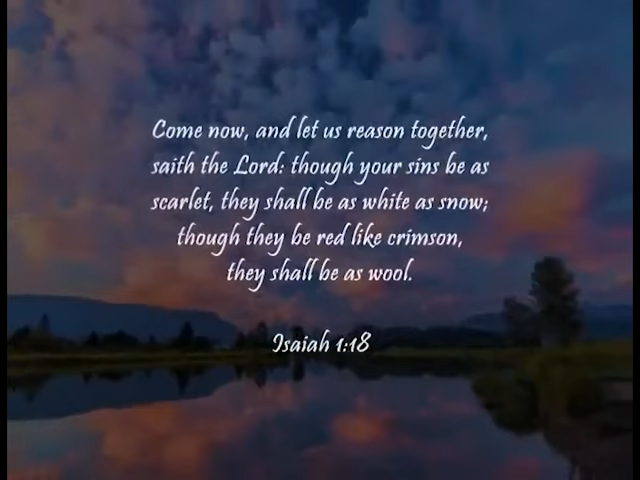 Come now, and let us reason together,
saith the Lord: though your sins be as
scarlet, they shall be as white as snow;
though they be red like crimson,
they shall be as wool.
Isaiah 1:18